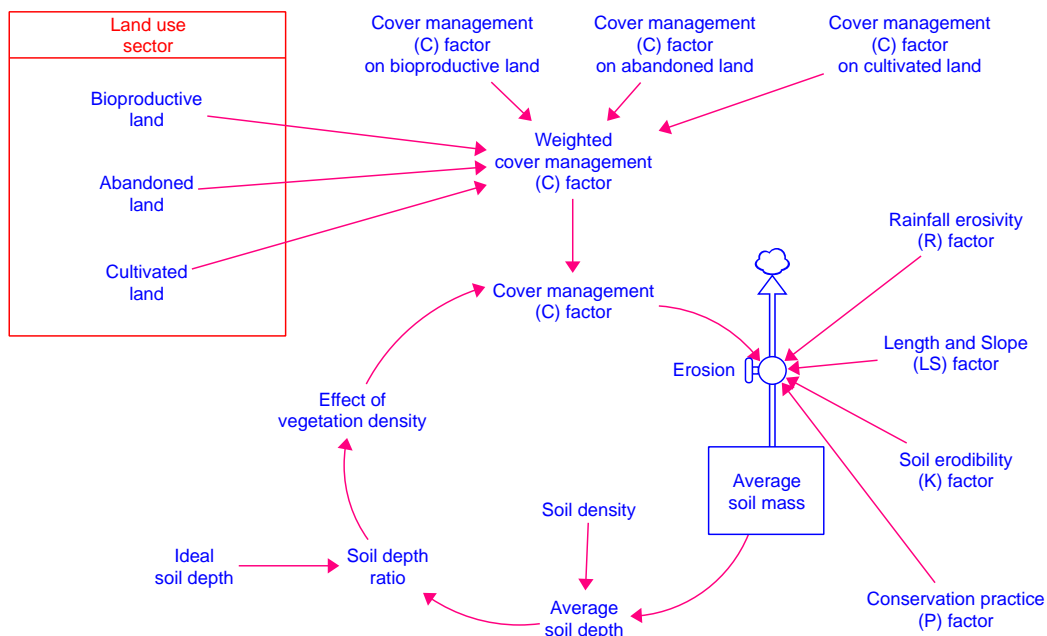 Land use
sector
Bioproductive
land
Abandoned
land
Cultivated
land
Cover management
(C) factor
on bioproductive land
Cover management
(C) factor
on abandoned land
Cover management
(C) factor
on cultivated land
Weighted
cover management
(C) factor
Cover management
(C) factor
Rainfall erosivity
(R) factor
Length and Slope
(LS) factor
Erosion
Soil erodibility
(K) factor
Average
soil mass
Conservation practice
(P) factor
Effect of
vegetation density
Soil density
Ideal
soil depth
Soil depth
ratio
Average
soil depth